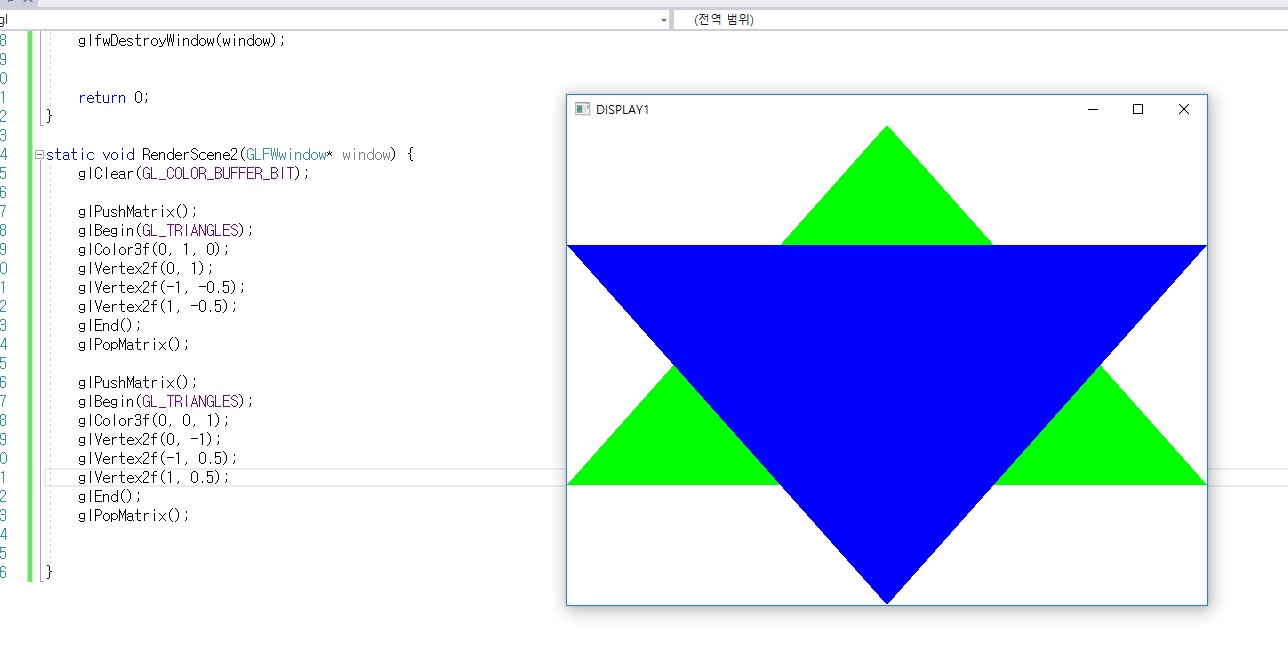 gl
(전역 범위)
8 glfwDestroyWindow(window);
9
0
1 return 0;
2 }
3
4 static void RenderScene2(GLFWwindow* window) {
5 glClear(GL_COLOR_BUFFER_BIT);
6
7 glPushMatrix();
8 glBegin(GL_TRIANGLES);
9 glColor3f(0, 1, 0);
0 glVertex2f(0, 1);
1 glVertex2f(-1, -0.5);
2 glVertex2f(1, -0.5);
3 glEnd();
4 glPopMatrix();
5
6 glPushMatrix();
7 glBegin(GL_TRIANGLES);
8 glColor3f(0, 0, 1);
9 glVertex2f(0, -1);
0 glVertex2f(-1, 0.5);
1 glVertex2f(1, 0.5);
2 glEnd();
3 glPopMatrix();
4
5
6 }
DISPLAY1